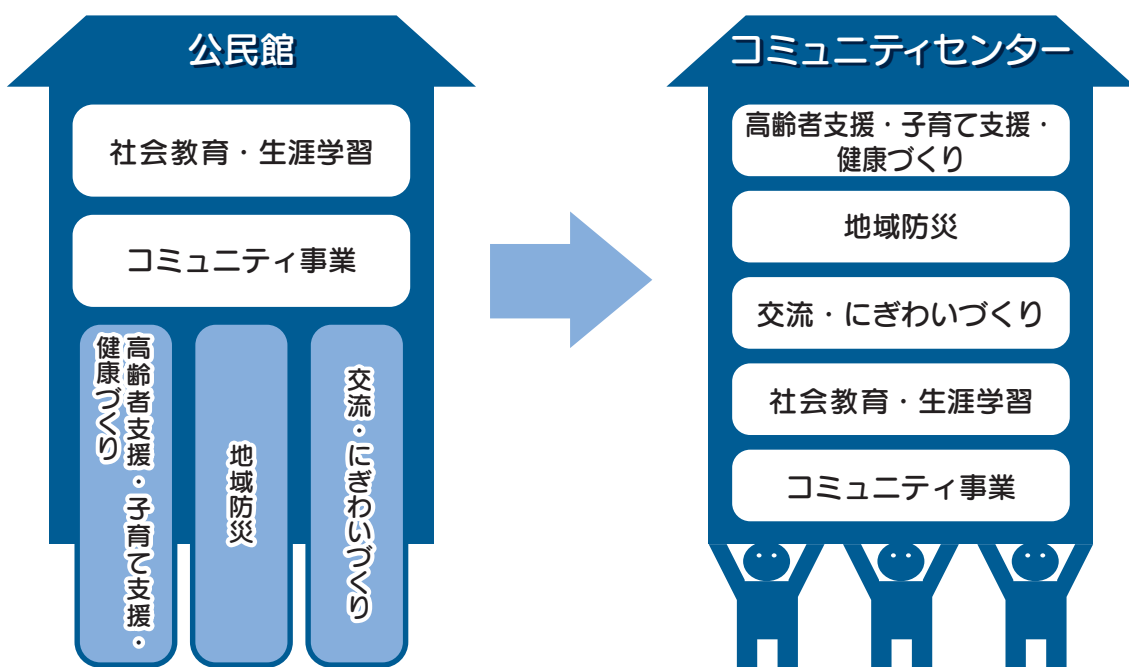 公民館
社会教育・生涯学習
コミュニティ事業
高齢者支援・子育て支援・
健康づくり
地域防災
交流・にぎわいづくり
コミュニティセンター
高齢者支援・子育て支援・
健康づくり
地域防災
交流・にぎわいづくり
社会教育・生涯学習
コミュニティ事業